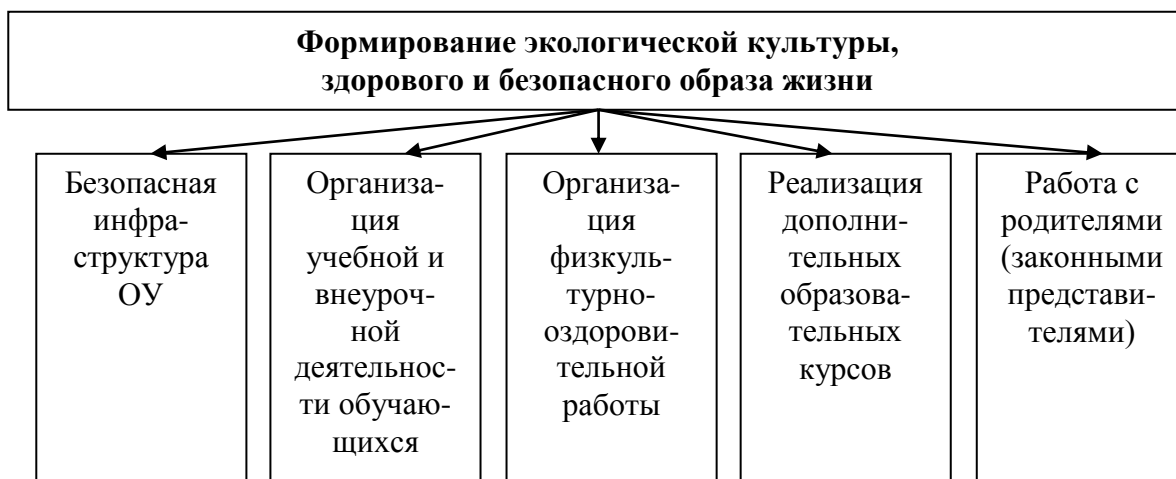 Формирование экологической культуры,
здорового и безопасного образа жизни
Безопасная
инфра-
структура
ОУ
Организа-
ция
учебной и
внеуроч-
ной
деятельнос-
ти обучаю-
щихся
Организа-
ция
физкуль-
турно-
оздорови-
тельной
работы
Реализация
дополни-
тельных
образова-
тельных
курсов
Работа с
родителями
(законными
представи-
телями)